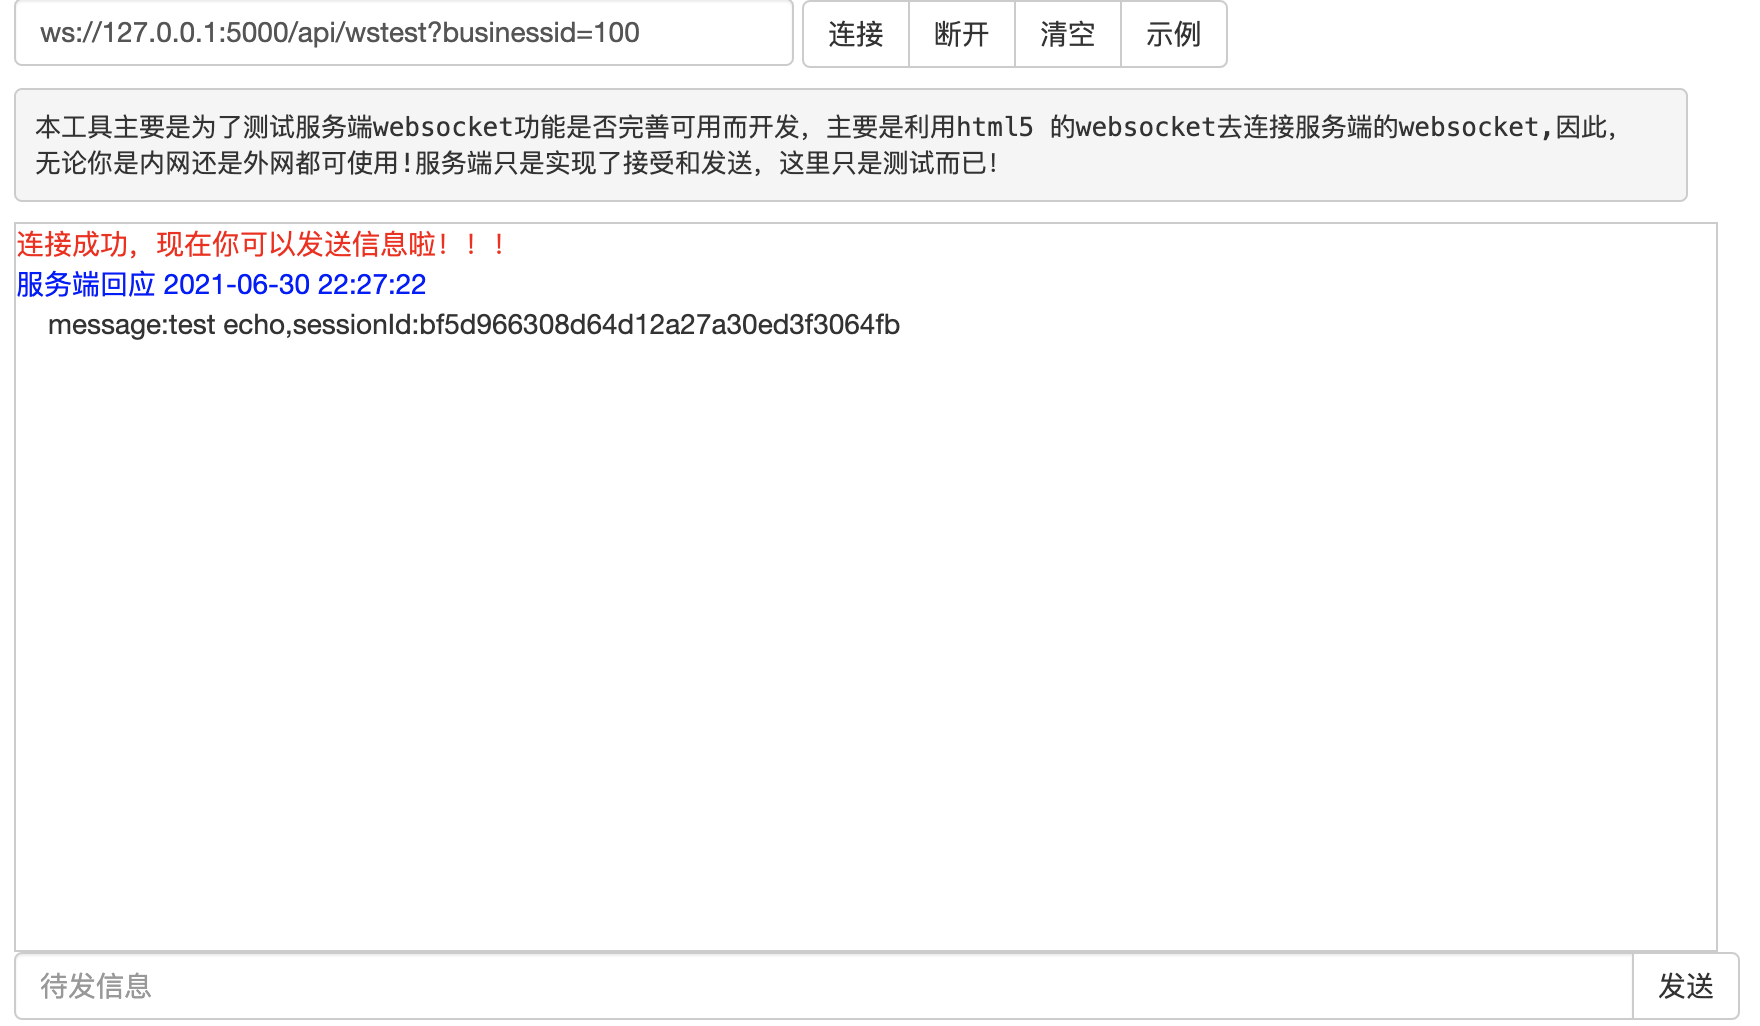 ws://127.0.0.1:5000/api/wstest?businessid=100
连接 断开 清空 示例
本工具主要是为了测试服务端websocket功能是否完善可用而开发，主要是利用html5 的websocket去连接服务端的websocket,因此，
无论你是内网还是外网都可使用!服务端只是实现了接受和发送，这里只是测试而已!
连接成功，现在你可以发送信息啦！！！
服务端回应 2021-06-30 22:27:22
message:test echo,sessionId:bf5d966308d64d12a27a30ed3f3064fb
待发信息 发送